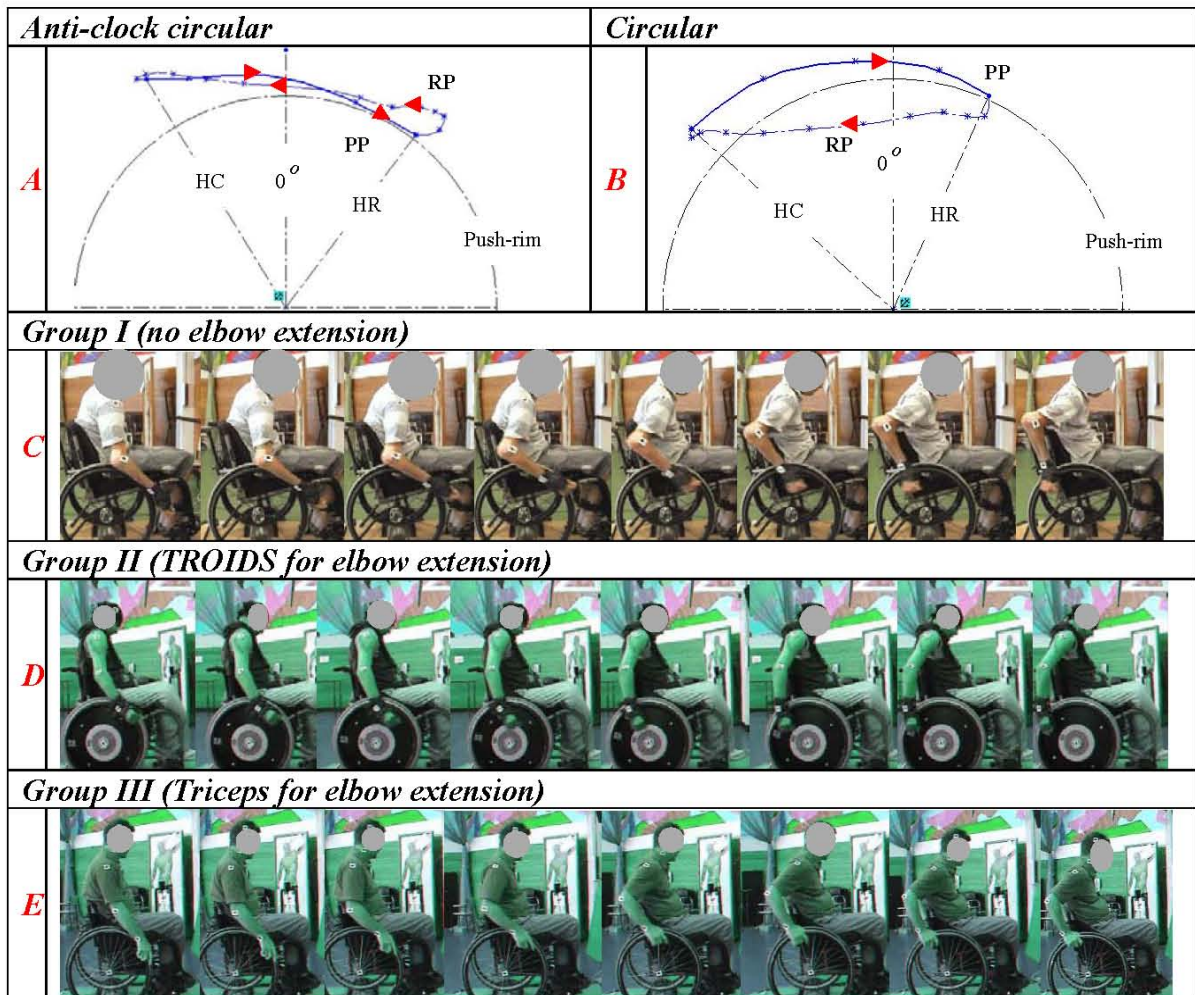 Anti-clock circular
Circular
A
RP
PP
HC
0°
HR
Push-rim
B
PP
RP
0°
HC
HR
Push-rim
Group I (no elbow extension)
C
Group II (TROIDS for elbow extension)
D
Group III (Triceps for elbow extension)
E